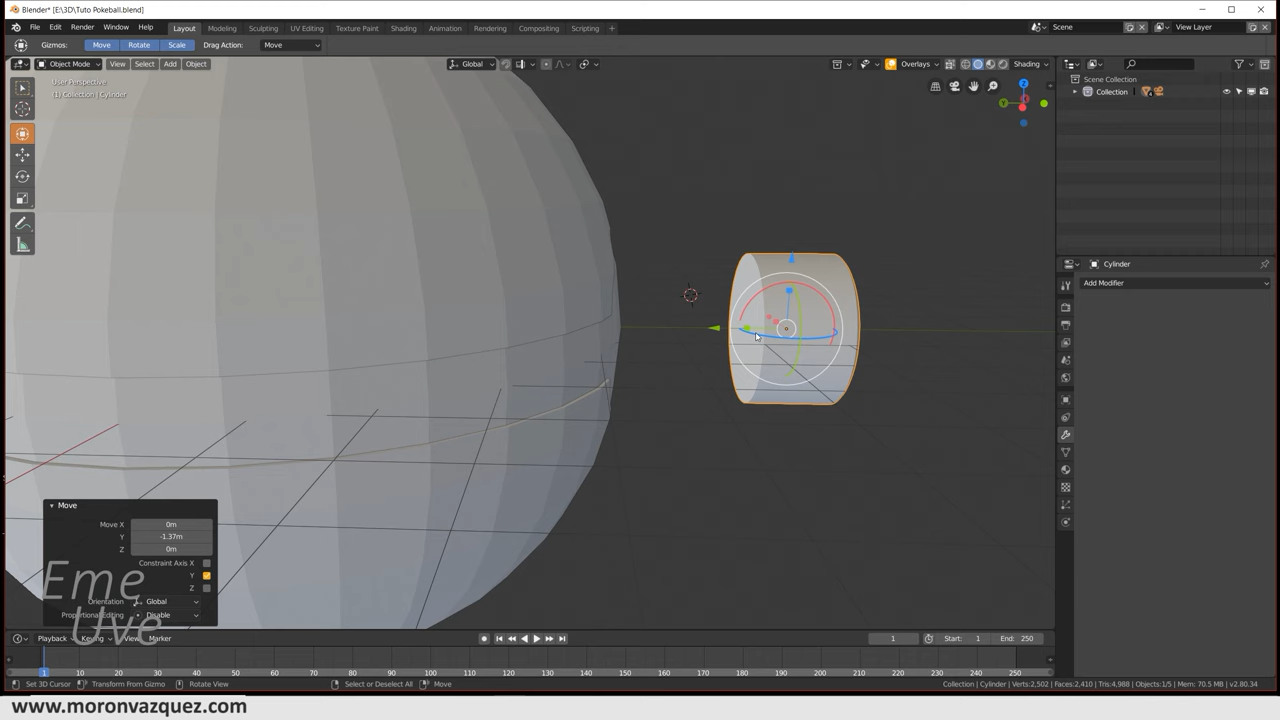 Blender* [E:\3D\Tuto Pokeball.blend]
File Edit Render Window Help Layout Modeling Sculpting UV Editing Texture Paint Shading Animation Rendering Compositing Scripting + Scene View Layer
Gizmos: Move Rotate Scale Drag Action: Move
Object Mode View Select Add Object Global Overlays Shading
User Perspective
(1) Collection | Cylinder
Scene Collection
Collection
Z
Y
Cylinder
Add Modifier
Move
Move X 0m
Y -1.37m
Z 0m
Constraint Axis X
Y
Z
Orientation Global
Proportional Editing Disable
Eme
Uve
Playback Keying View Marker 1 Start: 1 End: 250
1 10 20 30 40 50 60 70 80 90 100 110 120 130 140 150 160 170 180 190 200 210 220 230 240 250
Set 3D Cursor Transform From Gizmo Rotate View Select or Deselect All Move Collection | Cylinder | Verts:2,502 | Faces:2,410 | Tris:4,988 | Objects:1/5 | Mem: 70.5 MB | v2.80.34
www.moronvazquez.com